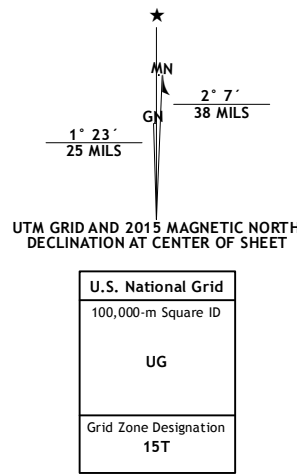 MN
GN
2° 7´
38 MILS
1° 23´
25 MILS
UTM GRID AND 2015 MAGNETIC NORTH
DECLINATION AT CENTER OF SHEET
U.S. National Grid
100,000-m Square ID
UG
Grid Zone Designation
15T